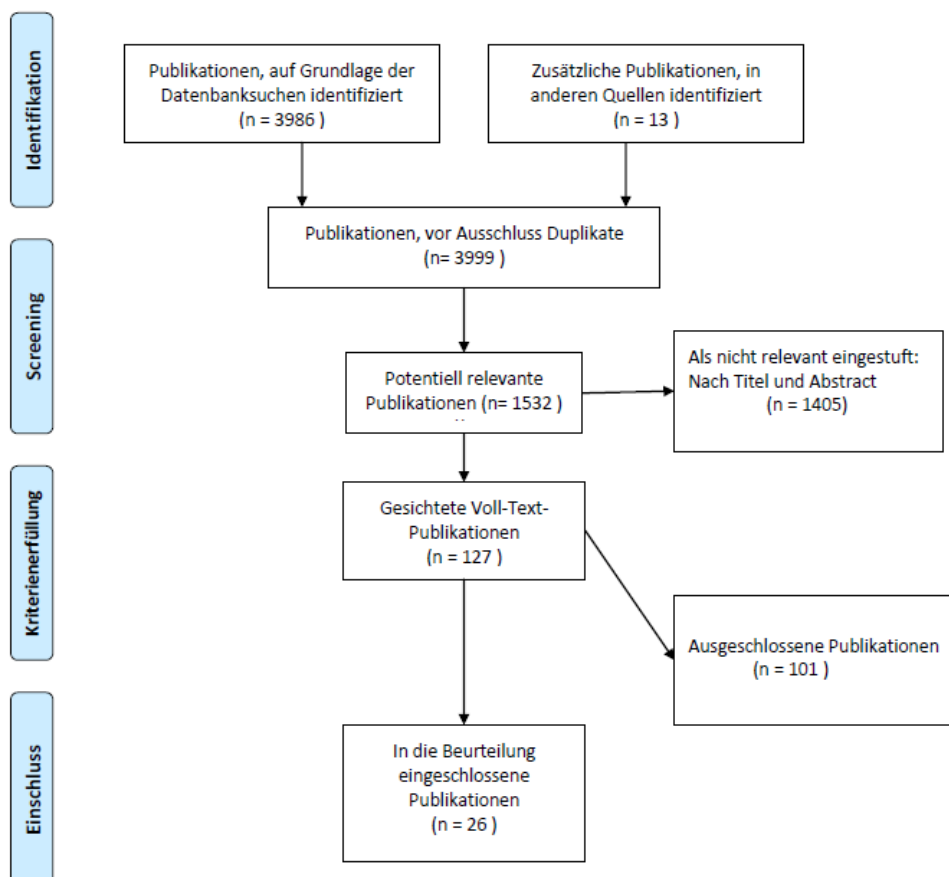 Identifikation
Publikationen, auf Grundlage der
Datenbanksuchen identifiziert
(n = 3986 )
Zusätzliche Publikationen, in
anderen Quellen identifiziert
(n = 13 )
Publikationen, vor Ausschluss Duplikate
(n= 3999 )
Screening
Potentiell relevante
Publikationen (n= 1532 )
Als nicht relevant eingestuft:
Nach Titel und Abstract
(n = 1405)
Kriterienerfüllung
Gesichtete Voll-Text-
Publikationen
(n = 127 )
Ausgeschlossene Publikationen
(n = 101 )
Einschluss
In die Beurteilung
eingeschlossene
Publikationen
(n = 26 )